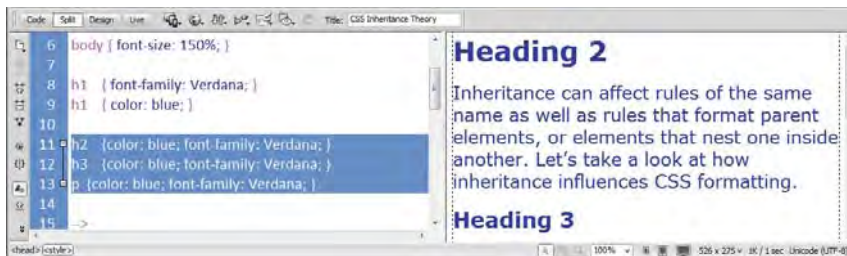 Code Split Design Live Title: CSS Inheritance Theory
6 body { font-size: 150%; }
7
8 h1 { font-family: Verdana; }
9 h1 { color: blue; }
10
11 h2 {color: blue; font-family: Verdana; }
12 h3 {color: blue; font-family: Verdana; }
13 p {color: blue; font-family: Verdana; }
14
15 -->
<head> <style>
Heading 2
Inheritance can affect rules of the same
name as well as rules that format parent
elements, or elements that nest one inside
another. Let's take a look at how
inheritance influences CSS formatting.
Heading 3
100% 526 x 275 1K / 1 sec Unicode (UTF-8)